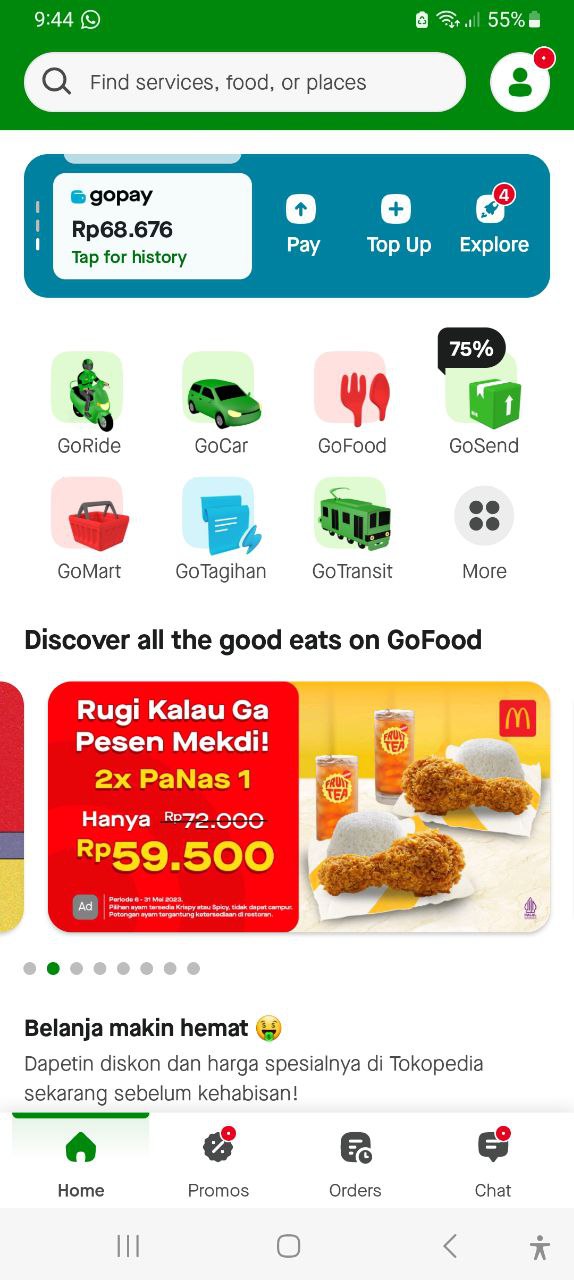 9:44
55%
Find services, food, or places
gopay
Rp68.676
Tap for history
Pay
Top Up
4
Explore
75%
GoRide
GoCar
GoFood
GoSend
GoMart
GoTagihan
GoTransit
More
Discover all the good eats on GoFood
Rugi Kalau Ga
Pesen Mekdi!
2x PaNas 1
Hanya Rp72.000
Rp59.500
Ad
Periode 6 - 31 Mei 2023.
Pilihan ayam tersedia Krispy atau Spicy, tidak dapat campur.
Potongan ayam tergantung ketersediaan di restoran.
FRUIT
TEA
FRUIT
TEA
Belanja makin hemat 🤑
Dapetin diskon dan harga spesialnya di Tokopedia
sekarang sebelum kehabisan!
Home
Promos
Orders
Chat